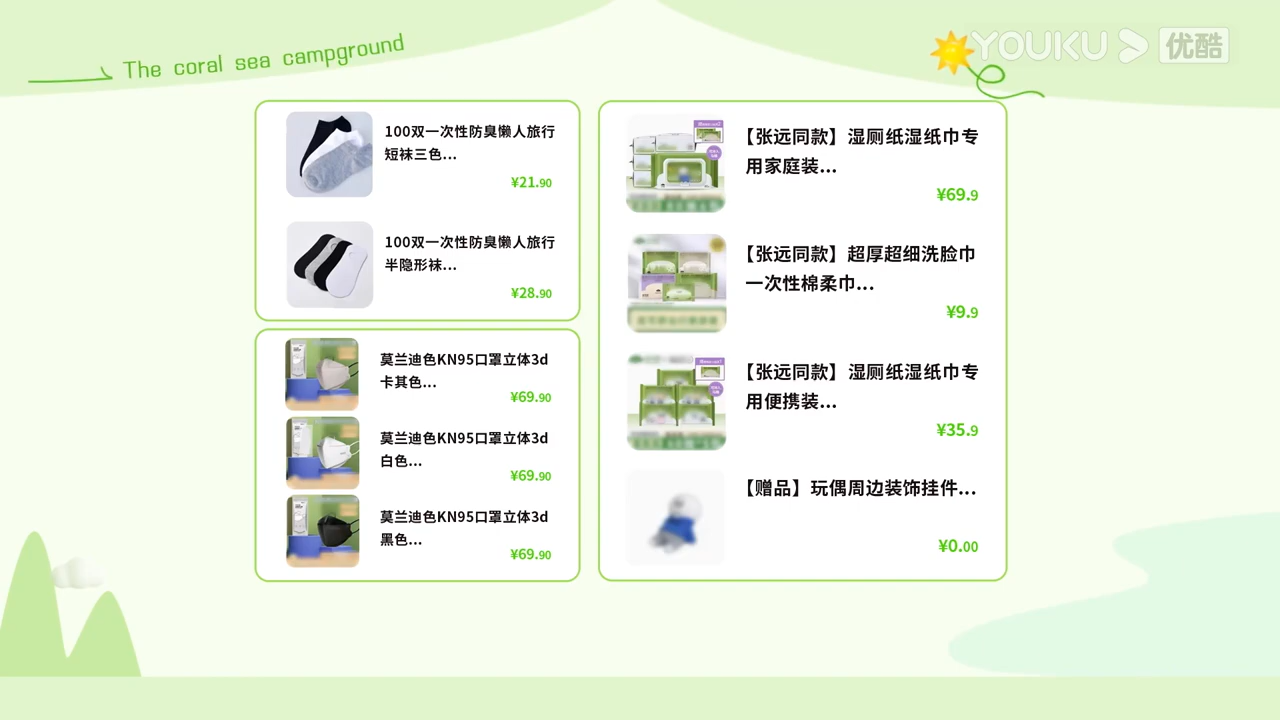 The coral sea campground
YOUKU 优酷
100双一次性防臭懒人旅行
短袜三色...
¥21.90
100双一次性防臭懒人旅行
半隐形袜...
¥28.90
莫兰迪色KN95口罩立体3d
卡其色...
¥69.90
莫兰迪色KN95口罩立体3d
白色...
¥69.90
莫兰迪色KN95口罩立体3d
黑色...
¥69.90
【张远同款】湿厕纸湿纸巾专
用家庭装...
¥69.9
【张远同款】超厚超细洗脸巾
一次性棉柔巾...
¥9.9
【张远同款】湿厕纸湿纸巾专
用便携装...
¥35.9
【赠品】玩偶周边装饰挂件...
¥0.00